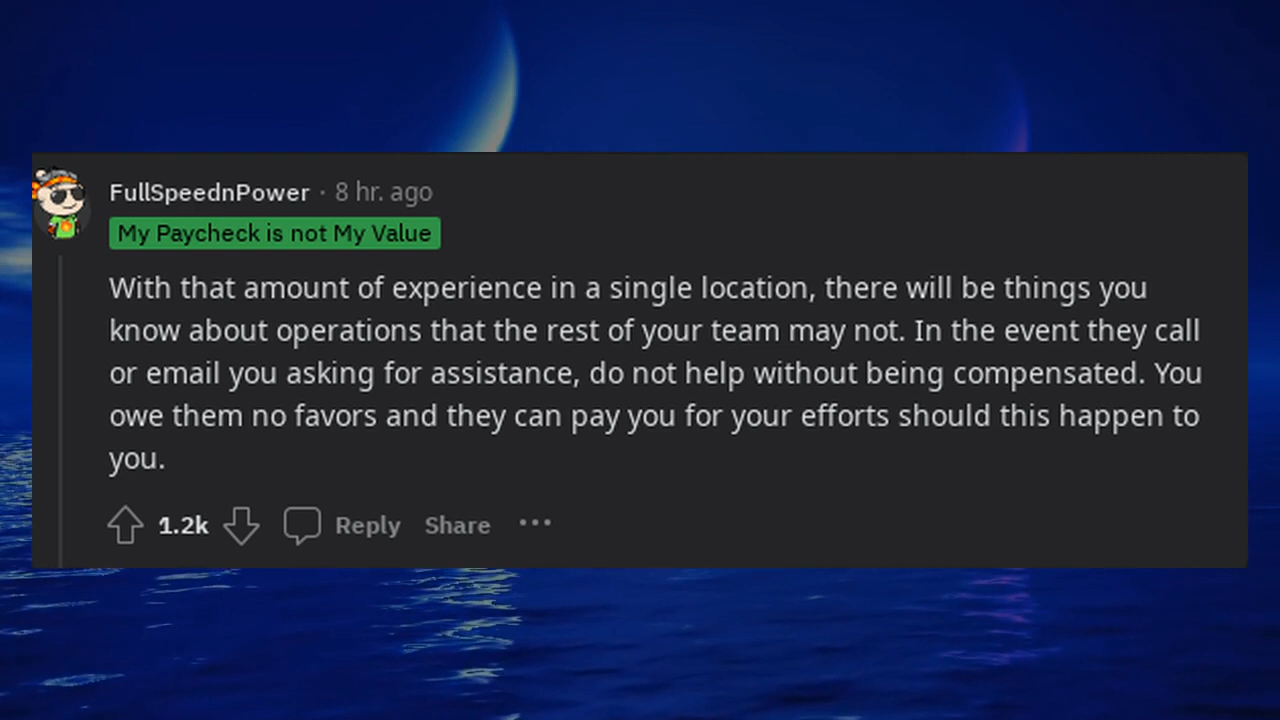 FullSpeednPower · 8 hr. ago
My Paycheck is not My Value
With that amount of experience in a single location, there will be things you
know about operations that the rest of your team may not. In the event they call
or email you asking for assistance, do not help without being compensated. You
owe them no favors and they can pay you for your efforts should this happen to
you.
1.2k Reply Share ···